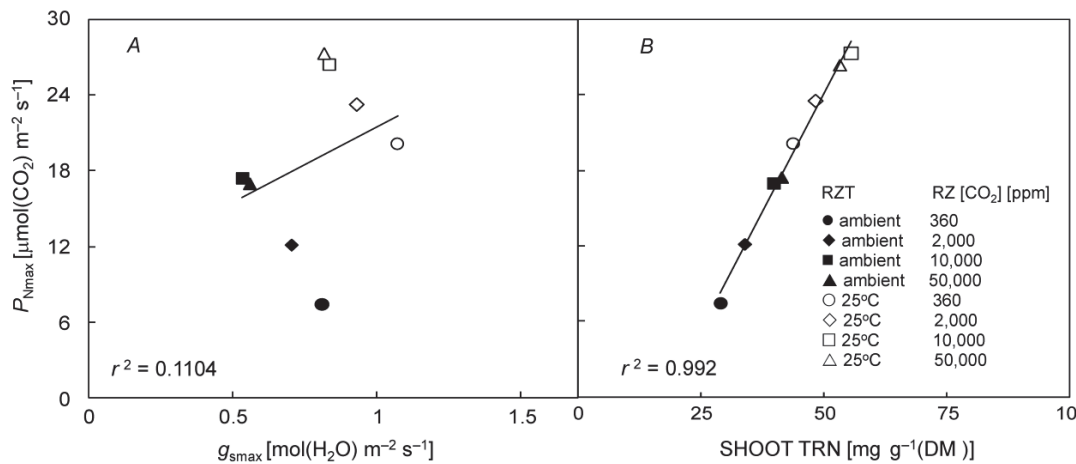 30
24
18
12
6
0
P_Nmax [μmol(CO₂) m⁻² s⁻¹]
A
r² = 0.1104
0
0.5
1
1.5
g_smax [mol(H₂O) m⁻² s⁻¹]
B
RZT RZ [CO₂] [ppm]
ambient 360
ambient 2,000
ambient 10,000
ambient 50,000
25°C 360
25°C 2,000
25°C 10,000
25°C 50,000
r² = 0.992
0
25
50
75
10
SHOOT TRN [mg g⁻¹(DM )]